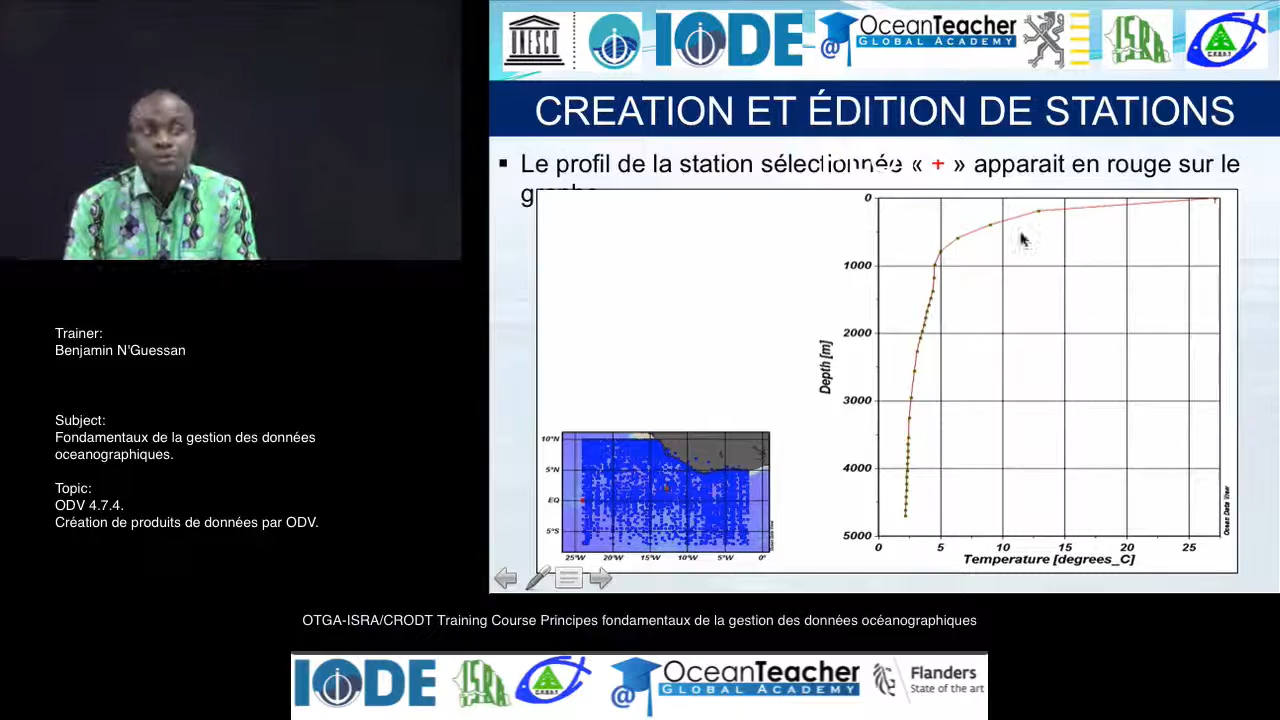 UNESCO
IODE
OceanTeacher
GLOBAL ACADEMY
ISRA
CREATION ET ÉDITION DE STATIONS
Le profil de la station sélectionnée « + » apparait en rouge sur le
graphe
0
1000
2000
3000
4000
5000
Depth [m]
0 5 10 15 20 25
Temperature [degrees_C]
Ocean Data View
10°N
5°N
EQ
5°S
25°W 20°W 15°W 10°W 5°W 0°
Trainer:
Benjamin N'Guessan
Subject:
Fondamentaux de la gestion des données
oceanographiques.
Topic:
ODV 4.7.4.
Création de produits de données par ODV.
OTGA-ISRA/CRODT Training Course Principes fondamentaux de la gestion des données océanographiques
IODE
ISRA
OceanTeacher
GLOBAL ACADEMY
Flanders
State of the art